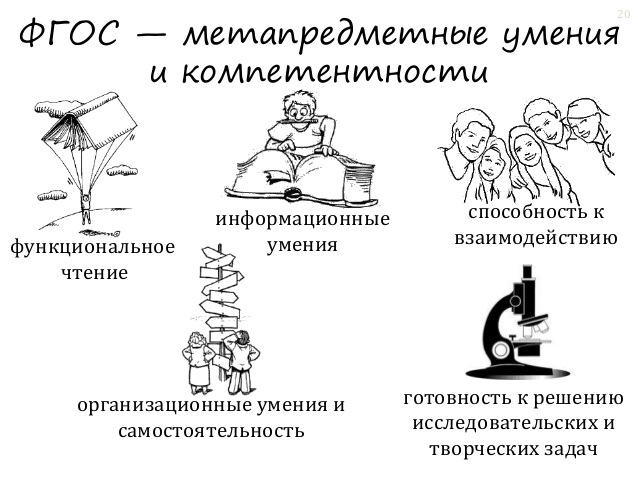 20
ФГОС — метапредметные умения
и компетентности
функциональное
чтение
информационные
умения
способность к
взаимодействию
организационные умения и
самостоятельность
готовность к решению
исследовательских и
творческих задач